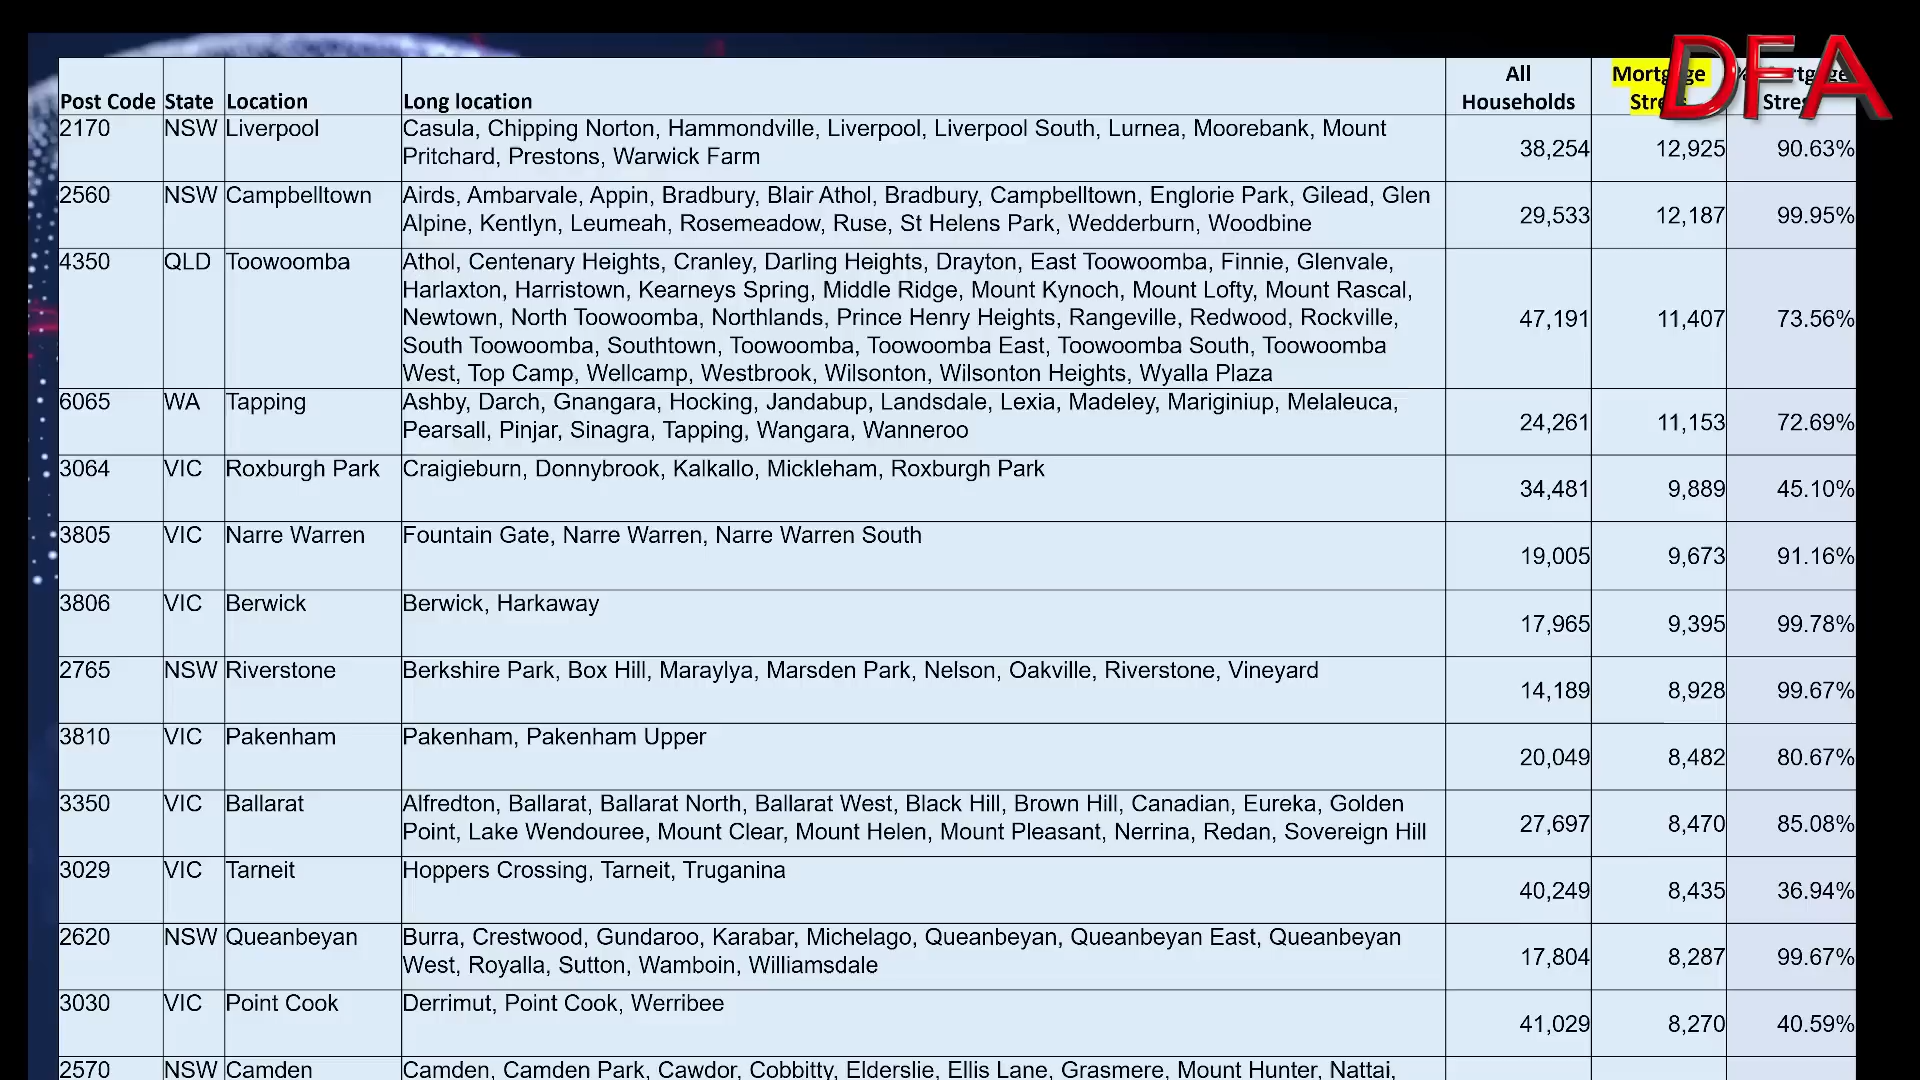 DFA
Post Code State Location Long location All Households Mortgage Stress % Mortgage Stress
2170 NSW Liverpool Casula, Chipping Norton, Hammondville, Liverpool, Liverpool South, Lurnea, Moorebank, Mount
Pritchard, Prestons, Warwick Farm 38,254 12,925 90.63%
2560 NSW Campbelltown Airds, Ambarvale, Appin, Bradbury, Blair Athol, Bradbury, Campbelltown, Englorie Park, Gilead, Glen
Alpine, Kentlyn, Leumeah, Rosemeadow, Ruse, St Helens Park, Wedderburn, Woodbine 29,533 12,187 99.95%
4350 QLD Toowoomba Athol, Centenary Heights, Cranley, Darling Heights, Drayton, East Toowoomba, Finnie, Glenvale,
Harlaxton, Harristown, Kearneys Spring, Middle Ridge, Mount Kynoch, Mount Lofty, Mount Rascal,
Newtown, North Toowoomba, Northlands, Prince Henry Heights, Rangeville, Redwood, Rockville, 47,191 11,407 73.56%
South Toowoomba, Southtown, Toowoomba, Toowoomba East, Toowoomba South, Toowoomba
West, Top Camp, Wellcamp, Westbrook, Wilsonton, Wilsonton Heights, Wyalla Plaza
6065 WA Tapping Ashby, Darch, Gnangara, Hocking, Jandabup, Landsdale, Lexia, Madeley, Mariginiup, Melaleuca,
Pearsall, Pinjar, Sinagra, Tapping, Wangara, Wanneroo 24,261 11,153 72.69%
3064 VIC Roxburgh Park Craigieburn, Donnybrook, Kalkallo, Mickleham, Roxburgh Park 34,481 9,889 45.10%
3805 VIC Narre Warren Fountain Gate, Narre Warren, Narre Warren South 19,005 9,673 91.16%
3806 VIC Berwick Berwick, Harkaway 17,965 9,395 99.78%
2765 NSW Riverstone Berkshire Park, Box Hill, Maraylya, Marsden Park, Nelson, Oakville, Riverstone, Vineyard 14,189 8,928 99.67%
3810 VIC Pakenham Pakenham, Pakenham Upper 20,049 8,482 80.67%
3350 VIC Ballarat Alfredton, Ballarat, Ballarat North, Ballarat West, Black Hill, Brown Hill, Canadian, Eureka, Golden
Point, Lake Wendouree, Mount Clear, Mount Helen, Mount Pleasant, Nerrina, Redan, Sovereign Hill 27,697 8,470 85.08%
3029 VIC Tarneit Hoppers Crossing, Tarneit, Truganina 40,249 8,435 36.94%
2620 NSW Queanbeyan Burra, Crestwood, Gundaroo, Karabar, Michelago, Queanbeyan, Queanbeyan East, Queanbeyan
West, Royalla, Sutton, Wamboin, Williamsdale 17,804 8,287 99.67%
3030 VIC Point Cook Derrimut, Point Cook, Werribee 41,029 8,270 40.59%
2570 NSW Camden Camden, Camden Park, Cawdor, Cobbitty, Elderslie, Ellis Lane, Grasmere, Mount Hunter, Nattai,